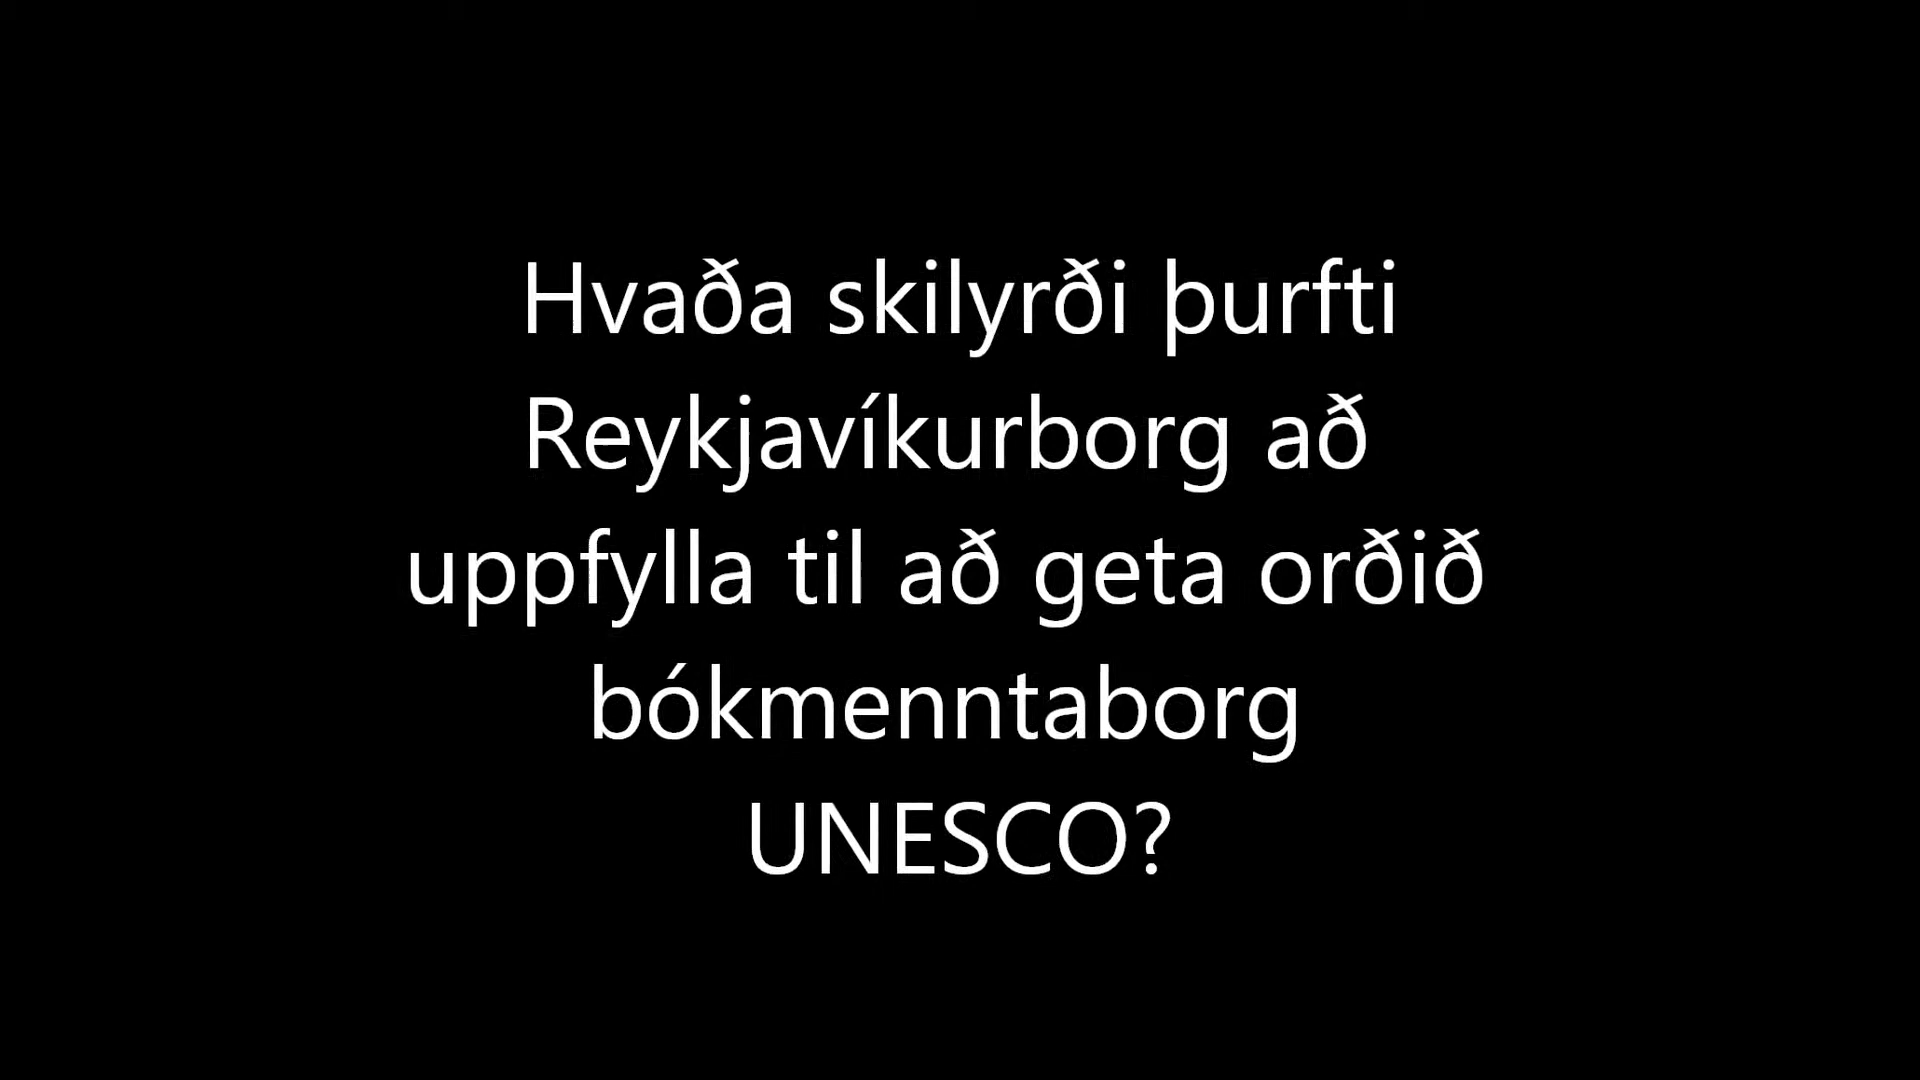 Hvaða skilyrði þurfti
Reykjavíkurborg að
uppfylla til að geta orðið
bókmenntaborg
UNESCO?